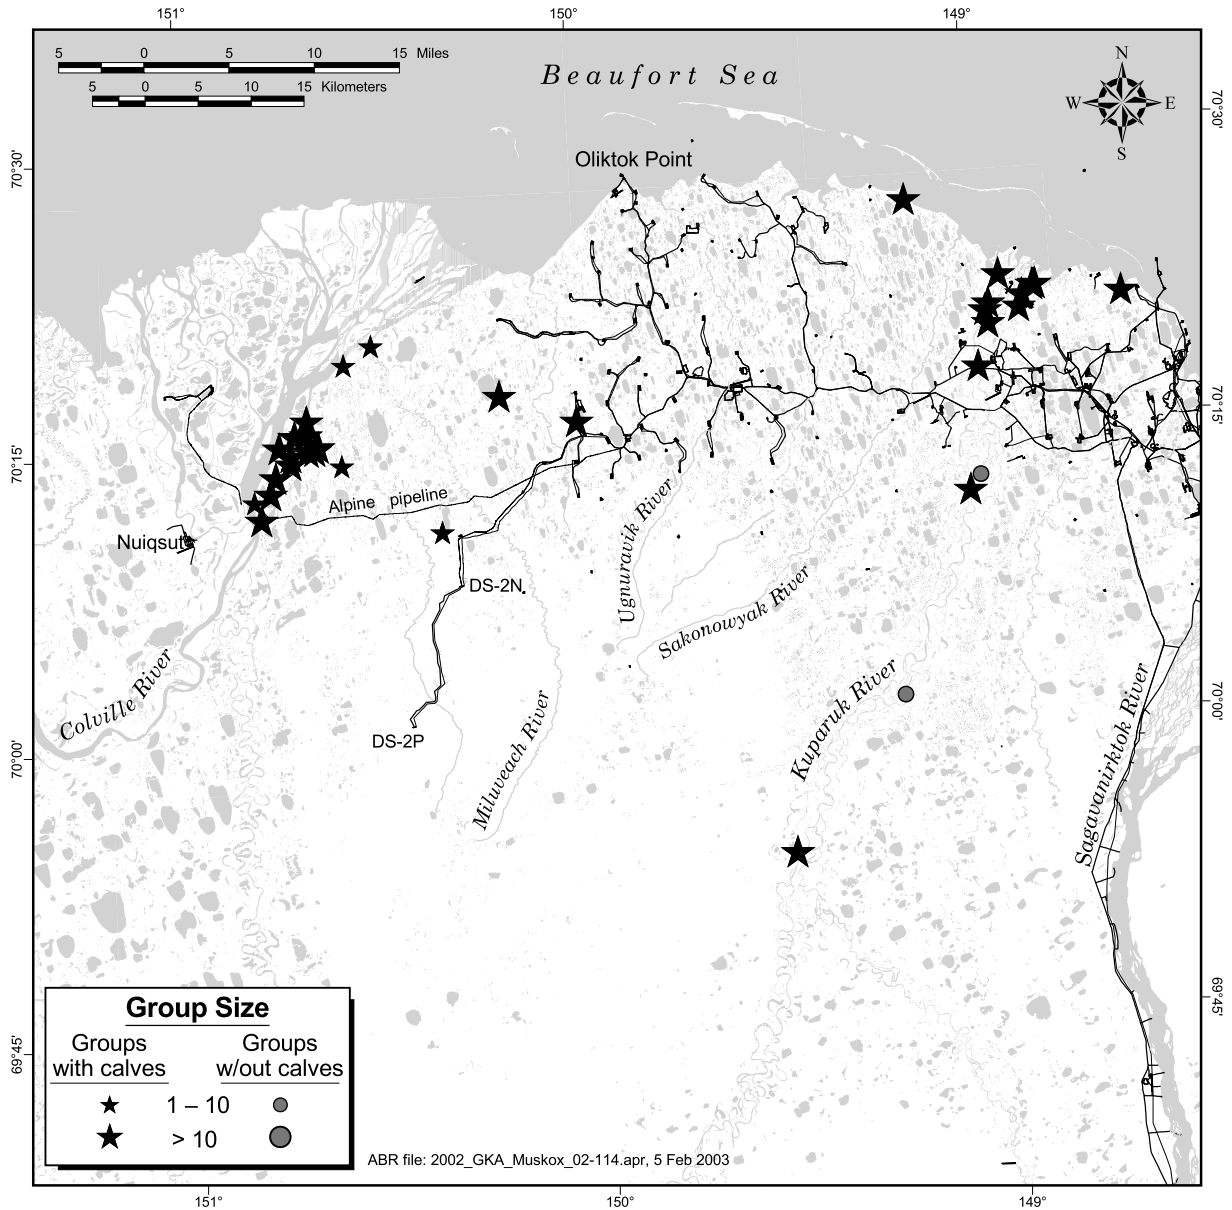 151° 150° 149°
5 0 5 10 15 Miles
5 0 5 10 15 Kilometers
Beaufort Sea
N
W E
S
70°30'
70°30'
Oliktok Point
70°15'
70°15'
Alpine pipeline
Nuiqsut
DS-2N
Ugnuravik River
Sakonowyak River
Colville River
DS-2P
Miluveach River
Kuparuk River
Sagavanirktok River
70°00'
70°00'
69°45'
69°45'
Group Size
Groups with calves
Groups w/out calves
1 – 10
> 10
ABR file: 2002_GKA_Muskox_02-114.apr, 5 Feb 2003
151° 150° 149°